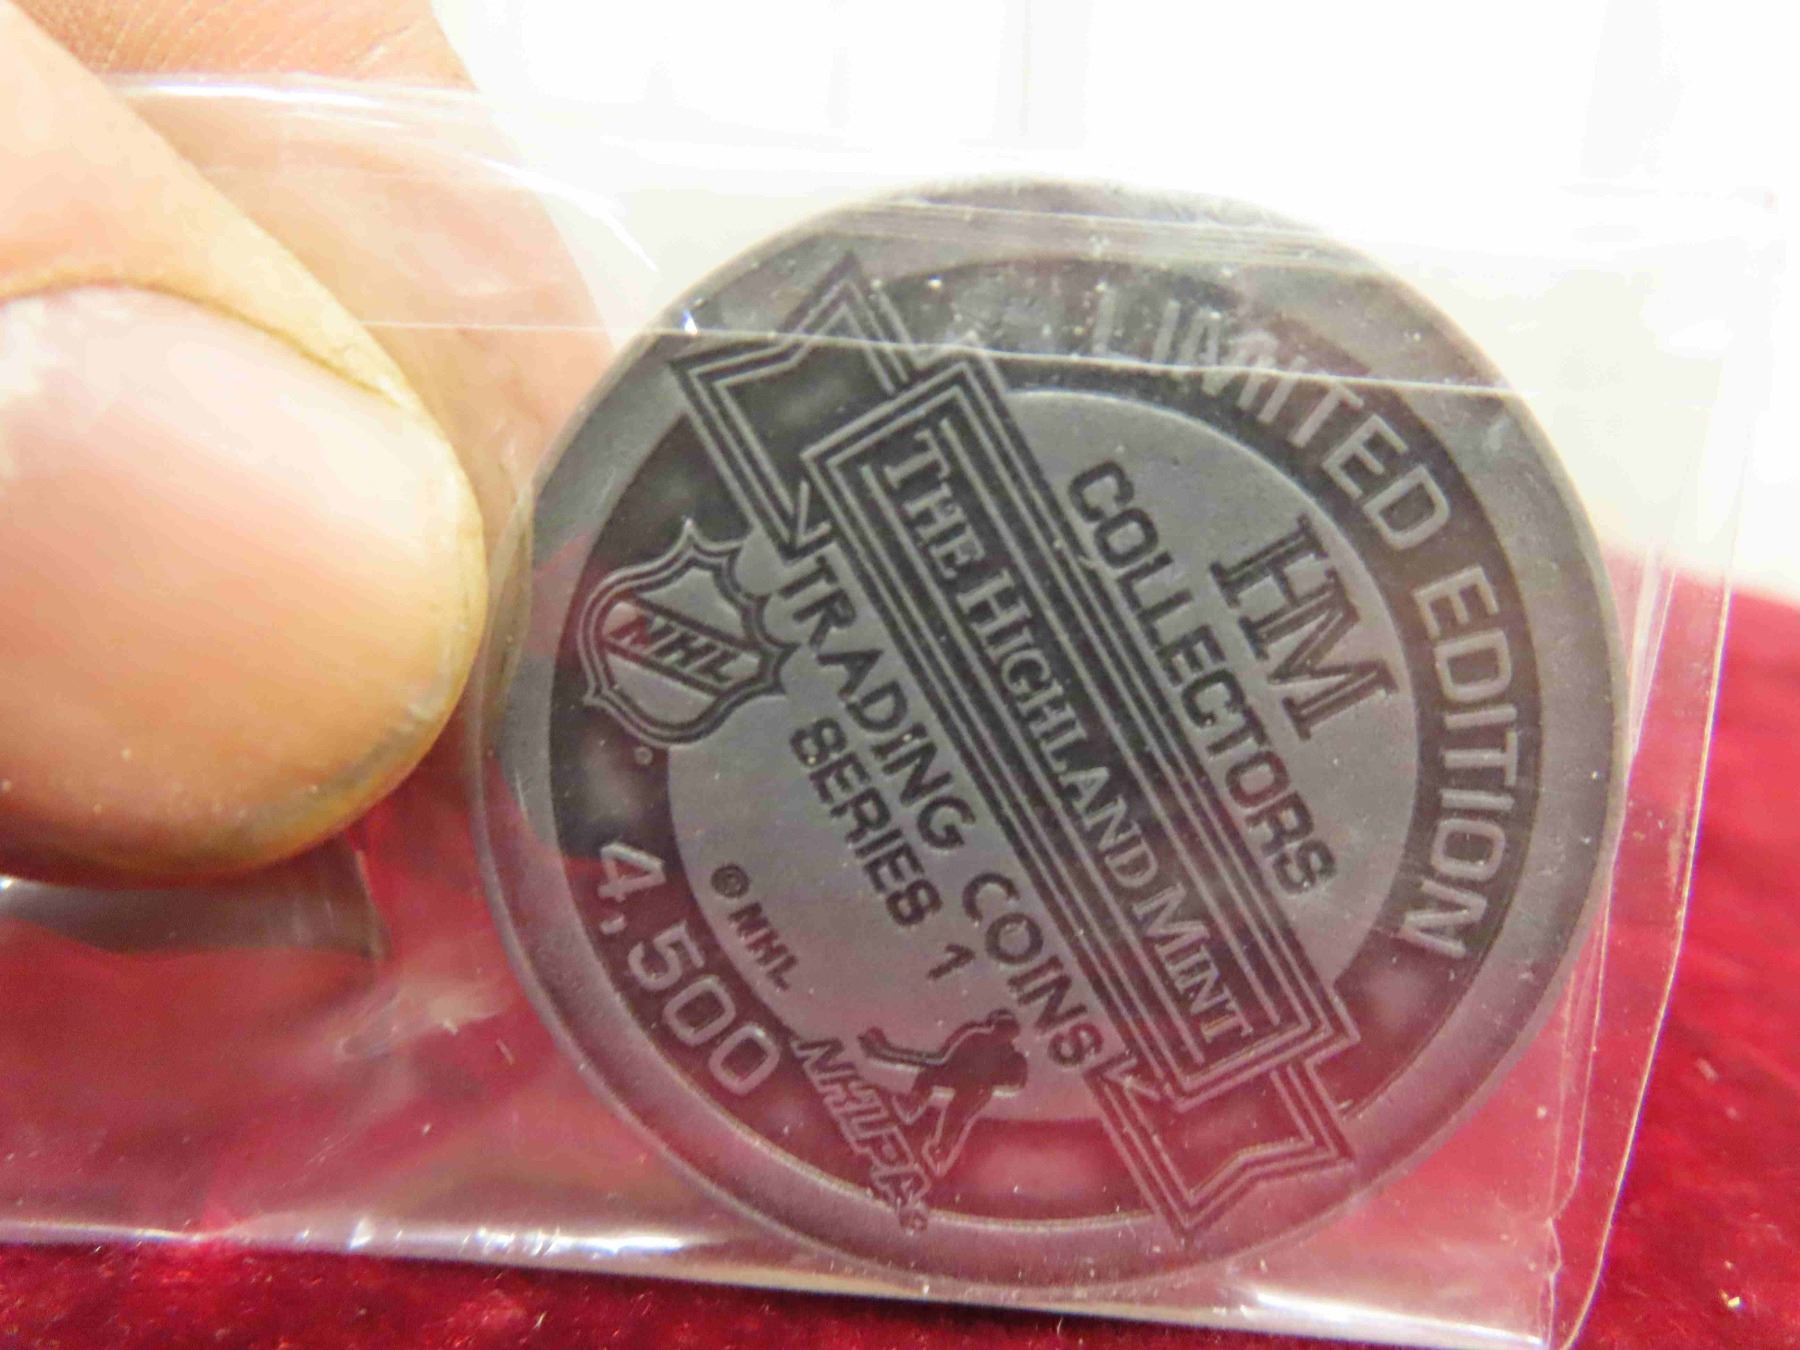 LIMITED EDITION
HM
COLLECTORS
THE HIGHLAND MINT
TRADING COINS
SERIES 1
NHL
© NHL
NHLPA
4,500